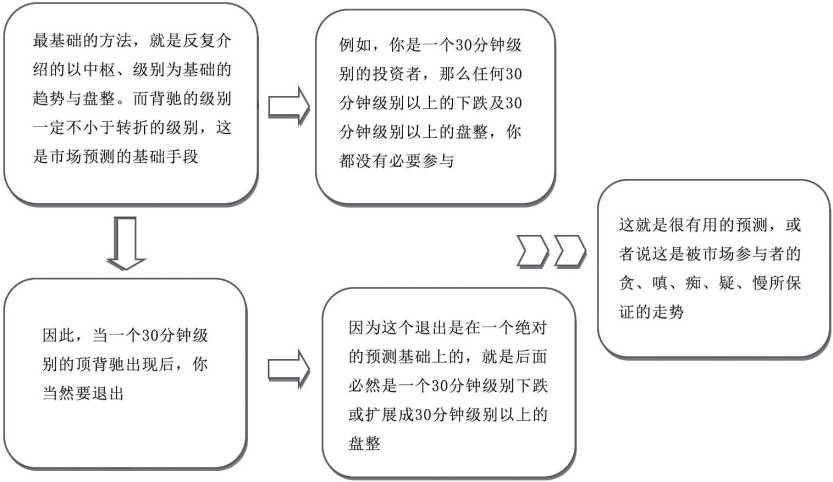 最基础的方法，就是反复介
绍的以中枢、级别为基础的
趋势与盘整。而背驰的级别
一定不小于转折的级别，这
是市场预测的基础手段
例如，你是一个30分钟级
别的投资者，那么任何30
分钟级别以上的下跌及30
分钟级别以上的盘整，你
都没有必要参与
因此，当一个30分钟级
别的顶背驰出现后，你
当然要退出
因为这个退出是在一个绝对
的预测基础上的，就是后面
必然是一个30分钟级别下跌
或扩展成30分钟级别以上的
盘整
这就是很有用的预测，或
者说这是被市场参与者的
贪、嗔、痴、疑、慢所保
证的走势